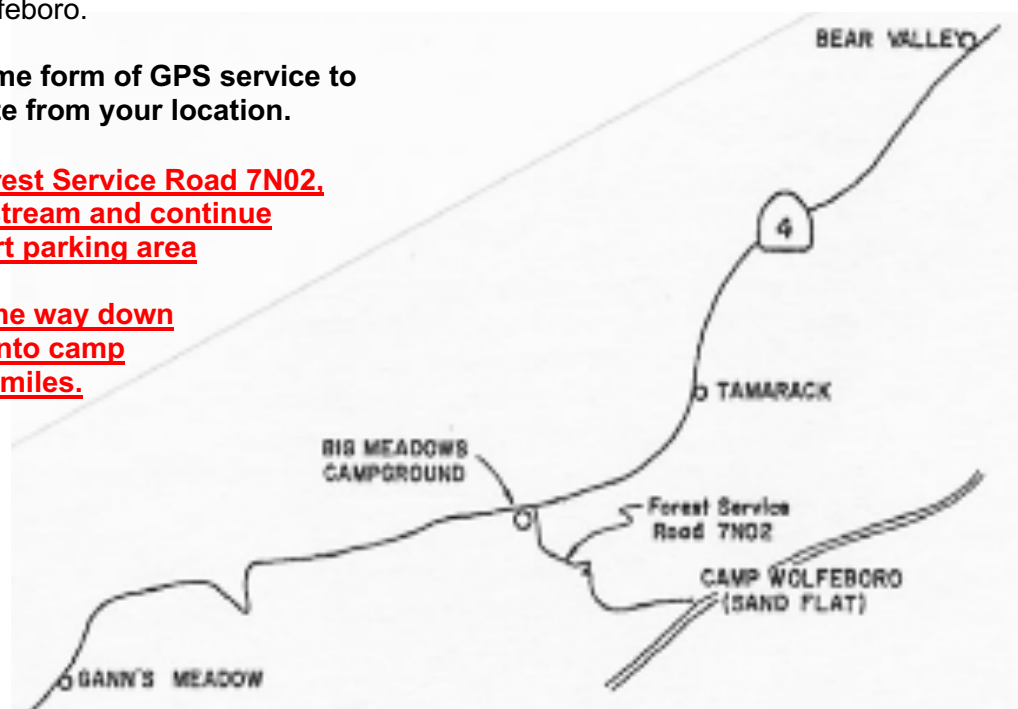 feboro.
me form of GPS service to
te from your location.
rest Service Road 7N02,
stream and continue
rt parking area
he way down
nto camp
miles.
BEAR VALLEY
4
TAMARACK
BIG MEADOWS
CAMPGROUND
Forest Service
Road 7N02
CAMP WOLFEBORO
(SAND FLAT)
GANN'S MEADOW